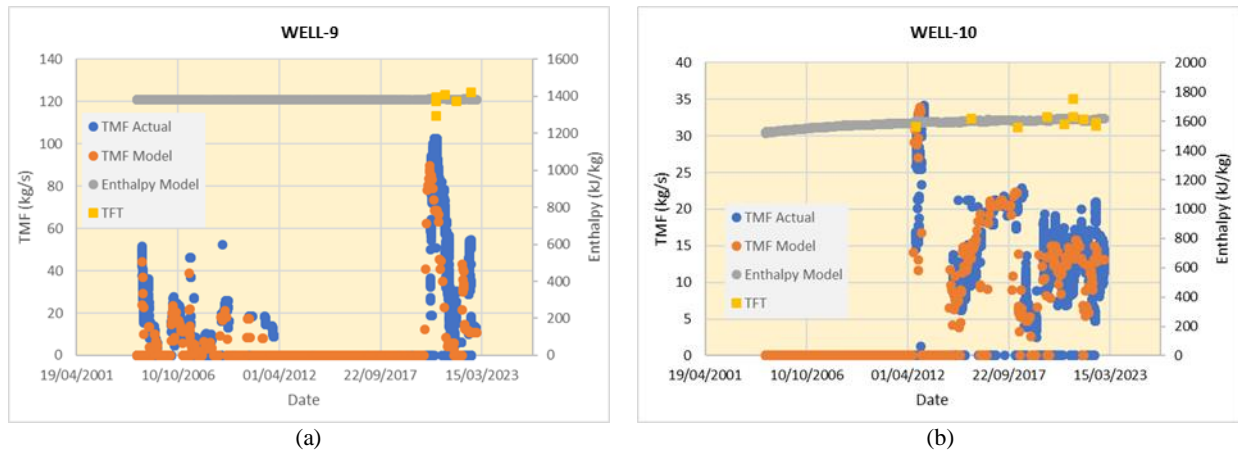 WELL-9
140
120
100
80
60
40
20
0
TMF (kg/s)
1600
1400
1200
1000
800
600
400
200
0
Enthalpy (kJ/kg)
TMF Actual
TMF Model
Enthalpy Model
TFT
19/04/2001 10/10/2006 01/04/2012 22/09/2017 15/03/2023
Date
(a)
WELL-10
40
35
30
25
20
15
10
5
0
TMF (kg/s)
2000
1800
1600
1400
1200
1000
800
600
400
200
0
Enthalpy (kJ/kg)
TMF Actual
TMF Model
Enthalpy Model
TFT
19/04/2001 10/10/2006 01/04/2012 22/09/2017 15/03/2023
Date
(b)